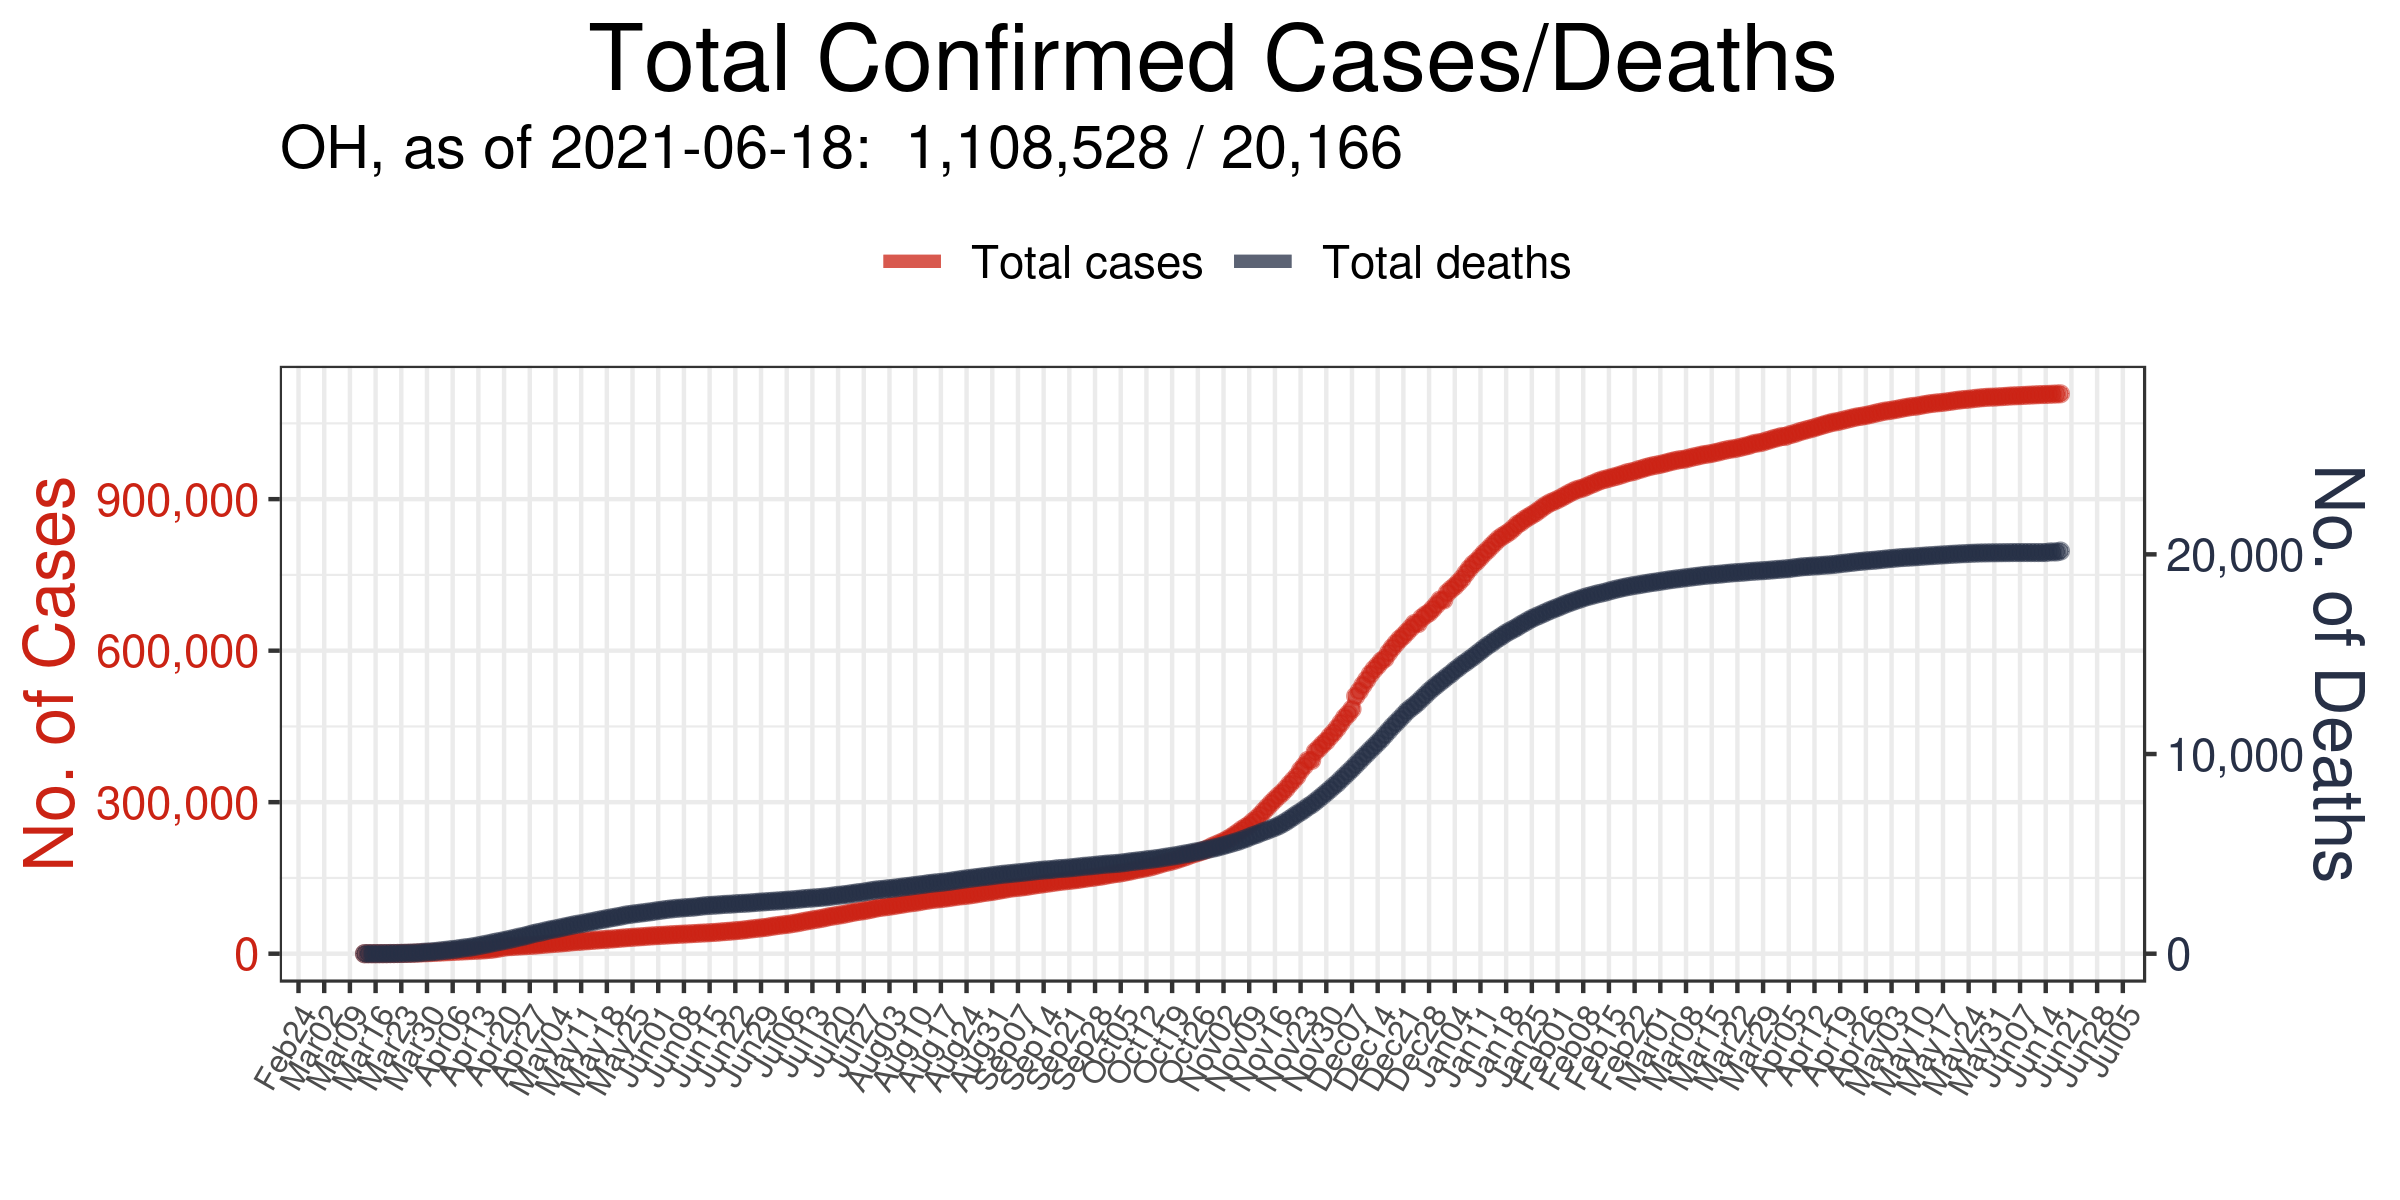 Total Confirmed Cases/Deaths
OH, as of 2021-06-18:  1,108,528 / 20,166
Total cases
Total deaths
No. of Cases
900,000
600,000
300,000
0
20,000
10,000
0
No. of Deaths
Feb24
Mar02
Mar09
Mar16
Mar23
Mar30
Apr06
Apr13
Apr20
Apr27
May04
May11
May18
May25
Jun01
Jun08
Jun15
Jun22
Jun29
Jul06
Jul13
Jul20
Jul27
Aug03
Aug10
Aug17
Aug24
Aug31
Sep07
Sep14
Sep21
Sep28
Oct05
Oct12
Oct19
Oct26
Nov02
Nov09
Nov16
Nov23
Nov30
Dec07
Dec14
Dec21
Dec28
Jan04
Jan11
Jan18
Jan25
Feb01
Feb08
Feb15
Feb22
Mar01
Mar08
Mar15
Mar22
Mar29
Apr05
Apr12
Apr19
Apr26
May03
May10
May17
May24
May31
Jun07
Jun14
Jun21
Jun28
Jul05